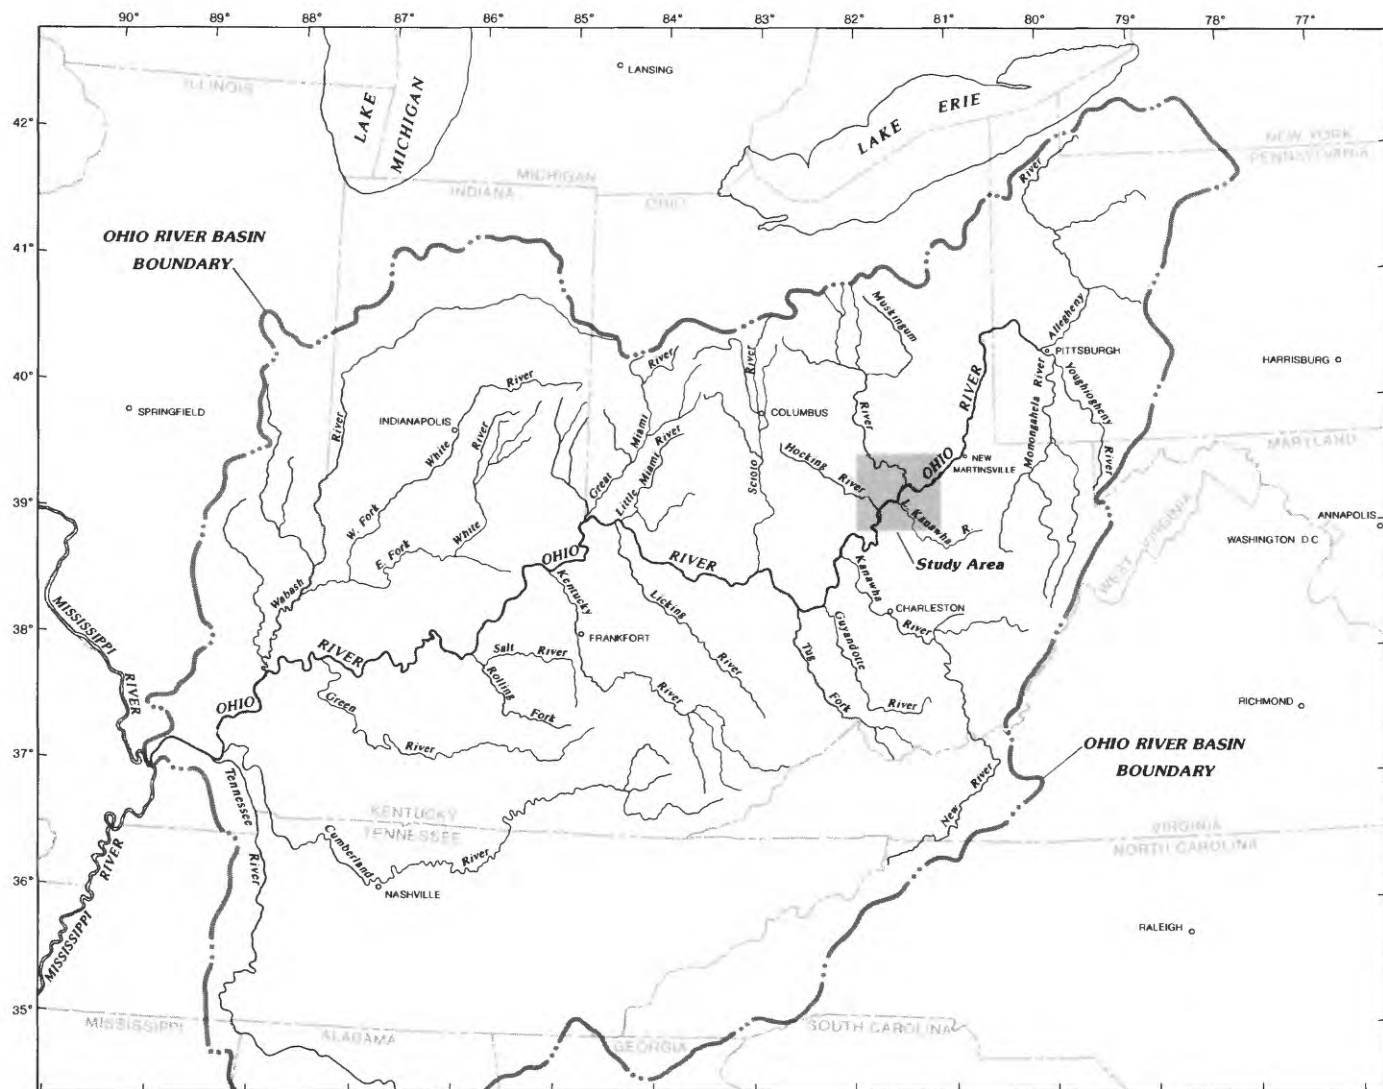 90° 89° 88° 87° 86° 85° 84° 83° 82° 81° 80° 79° 78° 77°
42°
41°
40°
39°
38°
37°
36°
35°
ILLINOIS
LAKE
MICHIGAN
LANSING
LAKE ERIE
NEW YORK
PENNSYLVANIA
MICHIGAN
INDIANA
OHIO
River
OHIO RIVER BASIN
BOUNDARY
Muskingum
River
Allegheny
PITTSBURGH
HARRISBURG
SPRINGFIELD
River
INDIANAPOLIS
White
River
River
River
Miami
Great
River
Little Miami
River
Scioto
COLUMBUS
Hocking
River
RIVER
OHIO
NEW
MARTINSVILLE
Monongahela River
Youghiogheny
River
MARYLAND
W. Fork
White
E. Fork
Wabash
OHIO
RIVER
L. Kanawha R.
Study Area
WEST VIRGINIA
ANNAPOLIS
WASHINGTON D.C
MISSISSIPPI
RIVER
Kentucky
FRANKFORT
Licking
River
Kanawha
CHARLESTON
River
Guyandotte
River
Tug
Fork
RIVER
OHIO
Salt River
Rolling
Fork
River
Green
River
RICHMOND
OHIO RIVER BASIN
BOUNDARY
Tennessee
River
KENTUCKY
TENNESSEE
New
River
VIRGINIA
NORTH CAROLINA
Cumberland
River
NASHVILLE
MISSISSIPPI
RIVER
RALEIGH
MISSISSIPPI
ALABAMA
GEORGIA
SOUTH CAROLINA